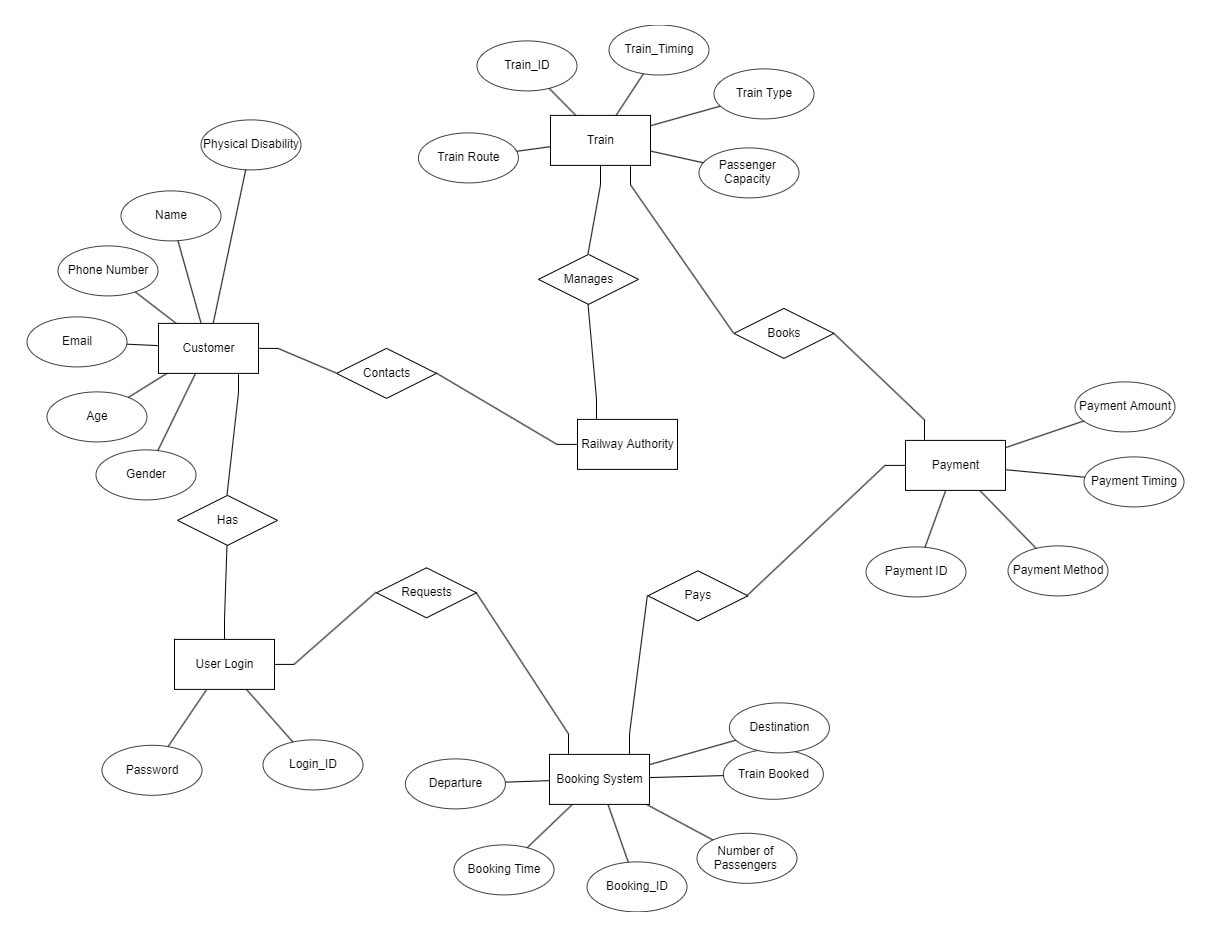 Train_Timing
Train_ID
Train Type
Train
Physical Disability
Train Route
Passenger
Capacity
Name
Phone Number
Manages
Books
Email
Customer
Contacts
Payment Amount
Age
Railway Authority
Payment
Gender
Payment Timing
Has
Payment ID
Payment Method
Requests
Pays
User Login
Destination
Login_ID
Password
Train Booked
Departure
Booking System
Number of
Passengers
Booking Time
Booking_ID